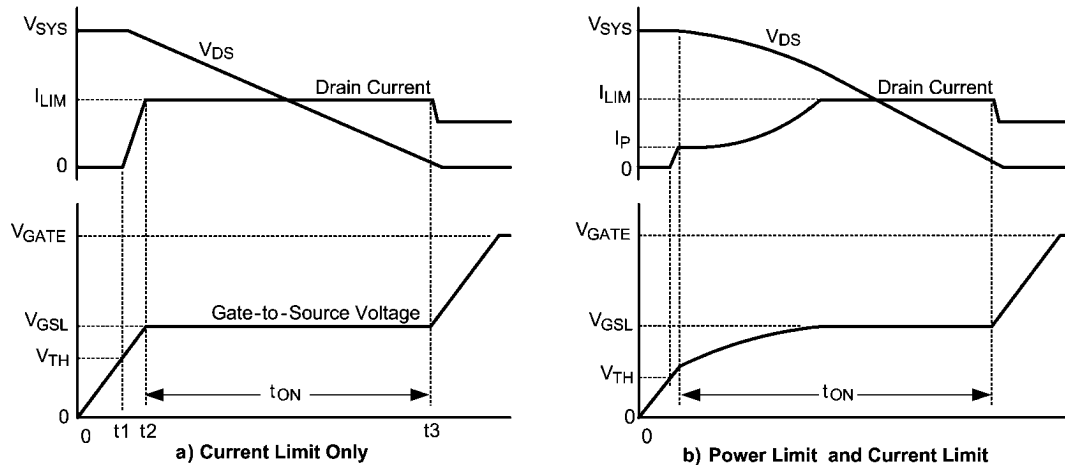 VSYS
VDS
ILIM
Drain Current
0
VGATE
VGSL
Gate-to-Source Voltage
VTH
tON
0
0
t1
t2
t3
a) Current Limit Only
VSYS
VDS
ILIM
Drain Current
IP
0
VGATE
VGSL
VTH
tON
0
0
b) Power Limit and Current Limit